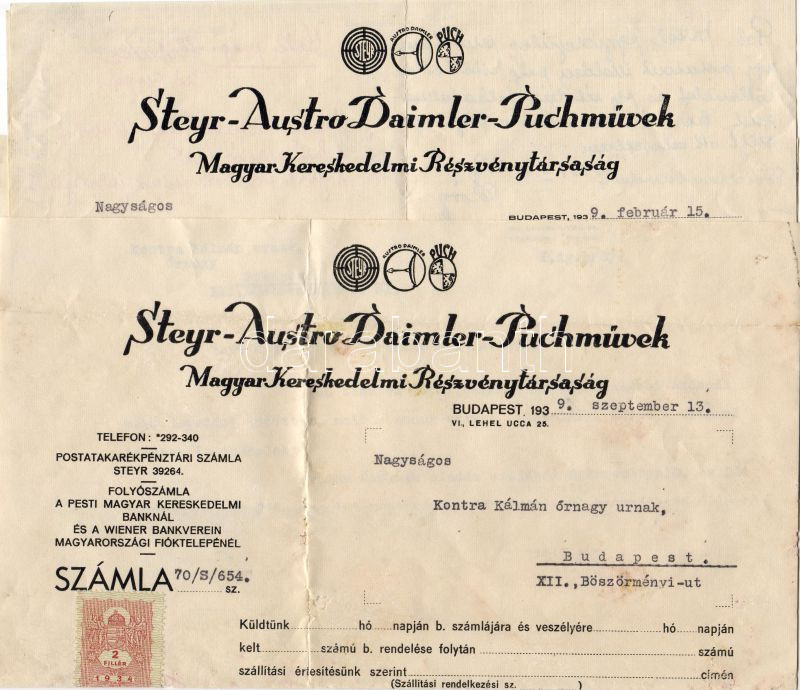 STEYR AUSTRO DAIMLER PUCH
Steyr-Austro Daimler-Puchművek
Magyar Kereskedelmi Részvénytársaság
Nagyságos
BUDAPEST, 1939. február 15.
STEYR AUSTRO DAIMLER PUCH
Steyr-Austro Daimler-Puchművek
darabanth
Magyar Kereskedelmi Részvénytársaság
BUDAPEST, 1939. szeptember 13.
VI., LEHEL UCCA 25.
TELEFON: *292-340
POSTATAKARÉKPÉNZTÁRI SZÁMLA
STEYR 39264.
FOLYÓSZÁMLA
A PESTI MAGYAR KERESKEDELMI
BANKNÁL
ÉS A WIENER BANKVEREIN
MAGYARORSZÁGI FIÓKTELEPÉNÉL
SZÁMLA 70/S/654. sz.
Nagyságos
Kontra Kálmán őrnagy urnak,
Budapest.
XII., Böszörményi-ut
2
FILLÉR
1934
Küldtünk hó napján b. számlájára és veszélyére hó napján
kelt számú b. rendelése folytán számú
szállítási értesítésünk szerint címén
(Szállítási rendelkezési sz. )